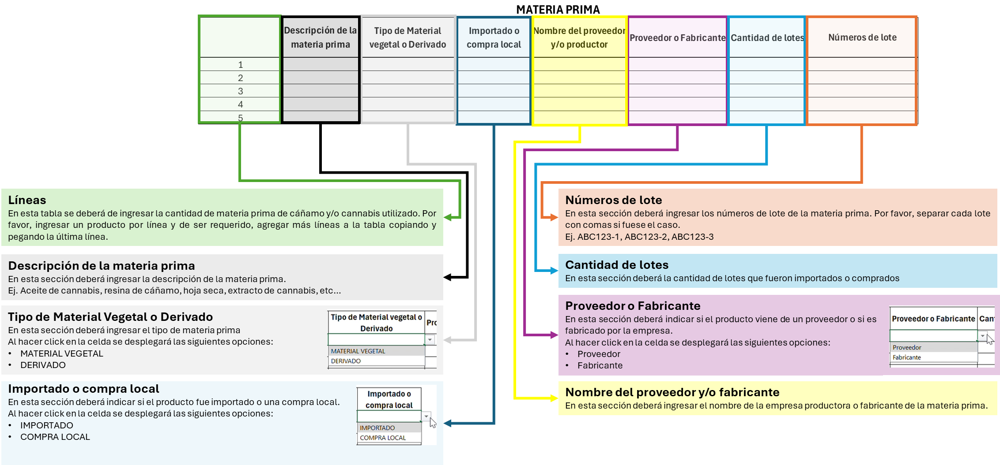 MATERIA PRIMA
Descripción de la
materia prima
Tipo de Material
vegetal o Derivado
Importado o
compra local
Nombre del proveedor
y/o productor
Proveedor o Fabricante
Cantidad de lotes
Números de lote
1
2
3
4
5
Líneas
En esta tabla se deberá de ingresar la cantidad de materia prima de cáñamo y/o cannabis utilizado. Por
favor, ingresar un producto por línea y de ser requerido, agregar más líneas a la tabla copiando y
pegando la última línea.
Descripción de la materia prima
En esta sección deberá ingresar la descripción de la materia prima.
Ej. Aceite de cannabis, resina de cáñamo, hoja seca, extracto de cannabis, etc...
Tipo de Material Vegetal o Derivado
En esta sección deberá ingresar el tipo de materia prima
Al hacer click en la celda se desplegará las siguientes opciones:
• MATERIAL VEGETAL
• DERIVADO
Tipo de Material vegetal o
Derivado
Pro
MATERIAL VEGETAL
DERIVADO
Importado o compra local
En esta sección deberá indicar si el producto fue importado o una compra local.
Al hacer click en la celda se desplegará las siguientes opciones:
• IMPORTADO
• COMPRA LOCAL
Importado o
compra local
IMPORTADO
COMPRA LOCAL
Números de lote
En esta sección deberá ingresar los números de lote de la materia prima. Por favor, separar cada lote
con comas si fuese el caso.
Ej. ABC123-1, ABC123-2, ABC123-3
Cantidad de lotes
En esta sección deberá la cantidad de lotes que fueron importados o comprados
Proveedor o Fabricante
En esta sección deberá indicar si el producto viene de un proveedor o si es
fabricado por la empresa.
Al hacer click en la celda se desplegará las siguientes opciones:
• Proveedor
• Fabricante
Proveedor o Fabricante
Can
Proveedor
Fabricante
Nombre del proveedor y/o fabricante
En esta sección deberá ingresar el nombre de la empresa productora o fabricante de la materia prima.